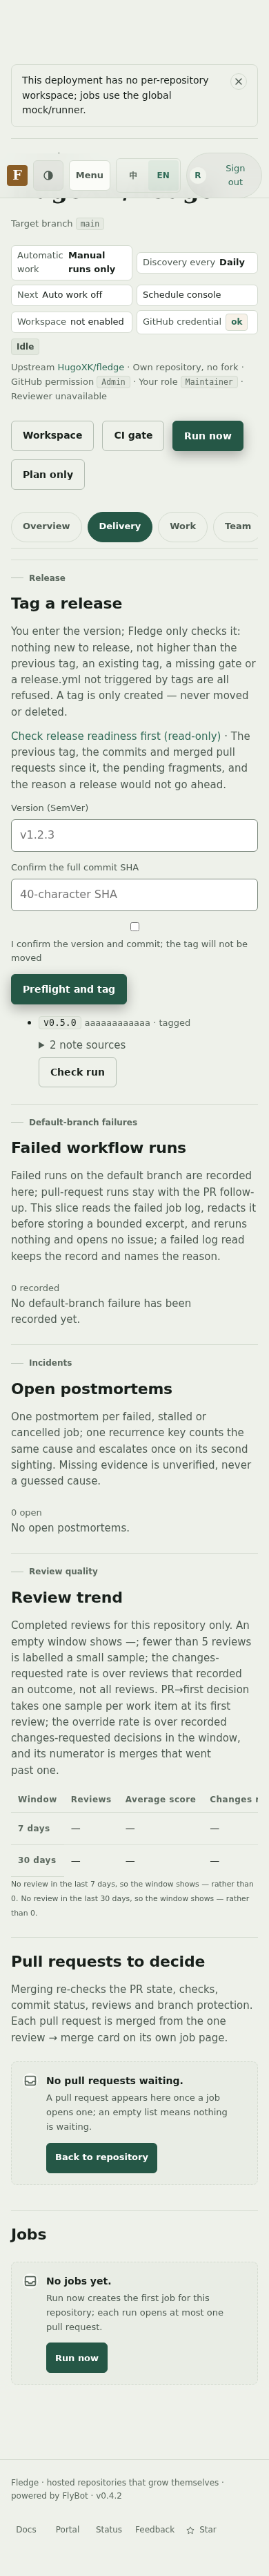 This deployment has no per-repository
workspace; jobs use the global
mock/runner.
F
Menu
中
EN
R
Sign
out
Target branch main
Automatic work Manual runs only
Discovery every Daily
Next Auto work off
Schedule console
Workspace not enabled
GitHub credential ok
Idle
Upstream HugoXK/fledge · Own repository, no fork ·
GitHub permission Admin · Your role Maintainer ·
Reviewer unavailable
Workspace
CI gate
Run now
Plan only
Overview
Delivery
Work
Team
Release
Tag a release
You enter the version; Fledge only checks it:
nothing new to release, not higher than the
previous tag, an existing tag, a missing gate or
a release.yml not triggered by tags are all
refused. A tag is only created — never moved
or deleted.
Check release readiness first (read-only) · The
previous tag, the commits and merged pull
requests since it, the pending fragments, and
the reason a release would not go ahead.
Version (SemVer)
v1.2.3
Confirm the full commit SHA
40-character SHA
I confirm the version and commit; the tag will not be
moved
Preflight and tag
v0.5.0 aaaaaaaaaaaa · tagged
2 note sources
Check run
Default-branch failures
Failed workflow runs
Failed runs on the default branch are recorded
here; pull-request runs stay with the PR follow-
up. This slice reads the failed job log, redacts it
before storing a bounded excerpt, and reruns
nothing and opens no issue; a failed log read
keeps the record and names the reason.
0 recorded
No default-branch failure has been
recorded yet.
Incidents
Open postmortems
One postmortem per failed, stalled or
cancelled job; one recurrence key counts the
same cause and escalates once on its second
sighting. Missing evidence is unverified, never
a guessed cause.
0 open
No open postmortems.
Review quality
Review trend
Completed reviews for this repository only. An
empty window shows —; fewer than 5 reviews
is labelled a small sample; the changes-
requested rate is over reviews that recorded
an outcome, not all reviews. PR→first decision
takes one sample per work item at its first
review; the override rate is over recorded
changes-requested decisions in the window,
and its numerator is merges that went
past one.
Window Reviews Average score Changes r
7 days — — —
30 days — — —
No review in the last 7 days, so the window shows — rather than
0. No review in the last 30 days, so the window shows — rather
than 0.
Pull requests to decide
Merging re-checks the PR state, checks,
commit status, reviews and branch protection.
Each pull request is merged from the one
review → merge card on its own job page.
No pull requests waiting.
A pull request appears here once a job
opens one; an empty list means nothing
is waiting.
Back to repository
Jobs
No jobs yet.
Run now creates the first job for this
repository; each run opens at most one
pull request.
Run now
Fledge · hosted repositories that grow themselves ·
powered by FlyBot · v0.4.2
Docs
Portal
Status
Feedback
Star